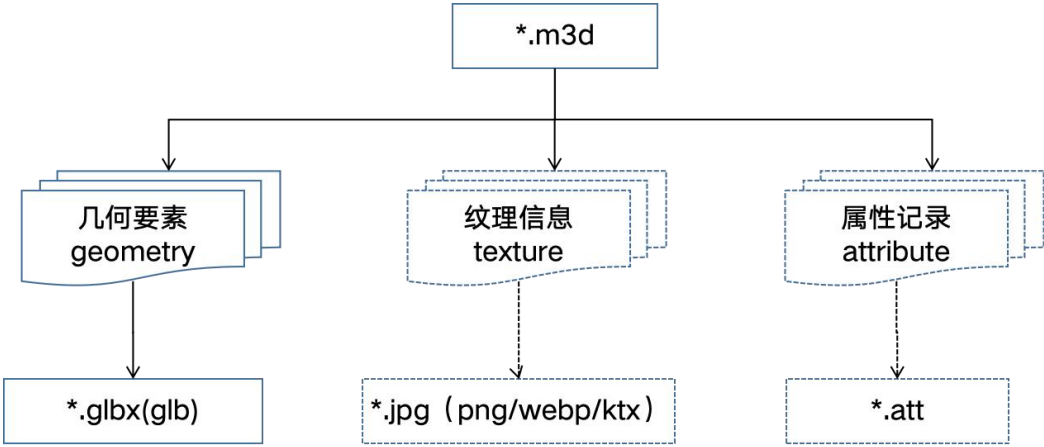 *.m3d
几何要素
geometry
纹理信息
texture
属性记录
attribute
*.glbx(glb)
*.jpg（png/webp/ktx）
*.att